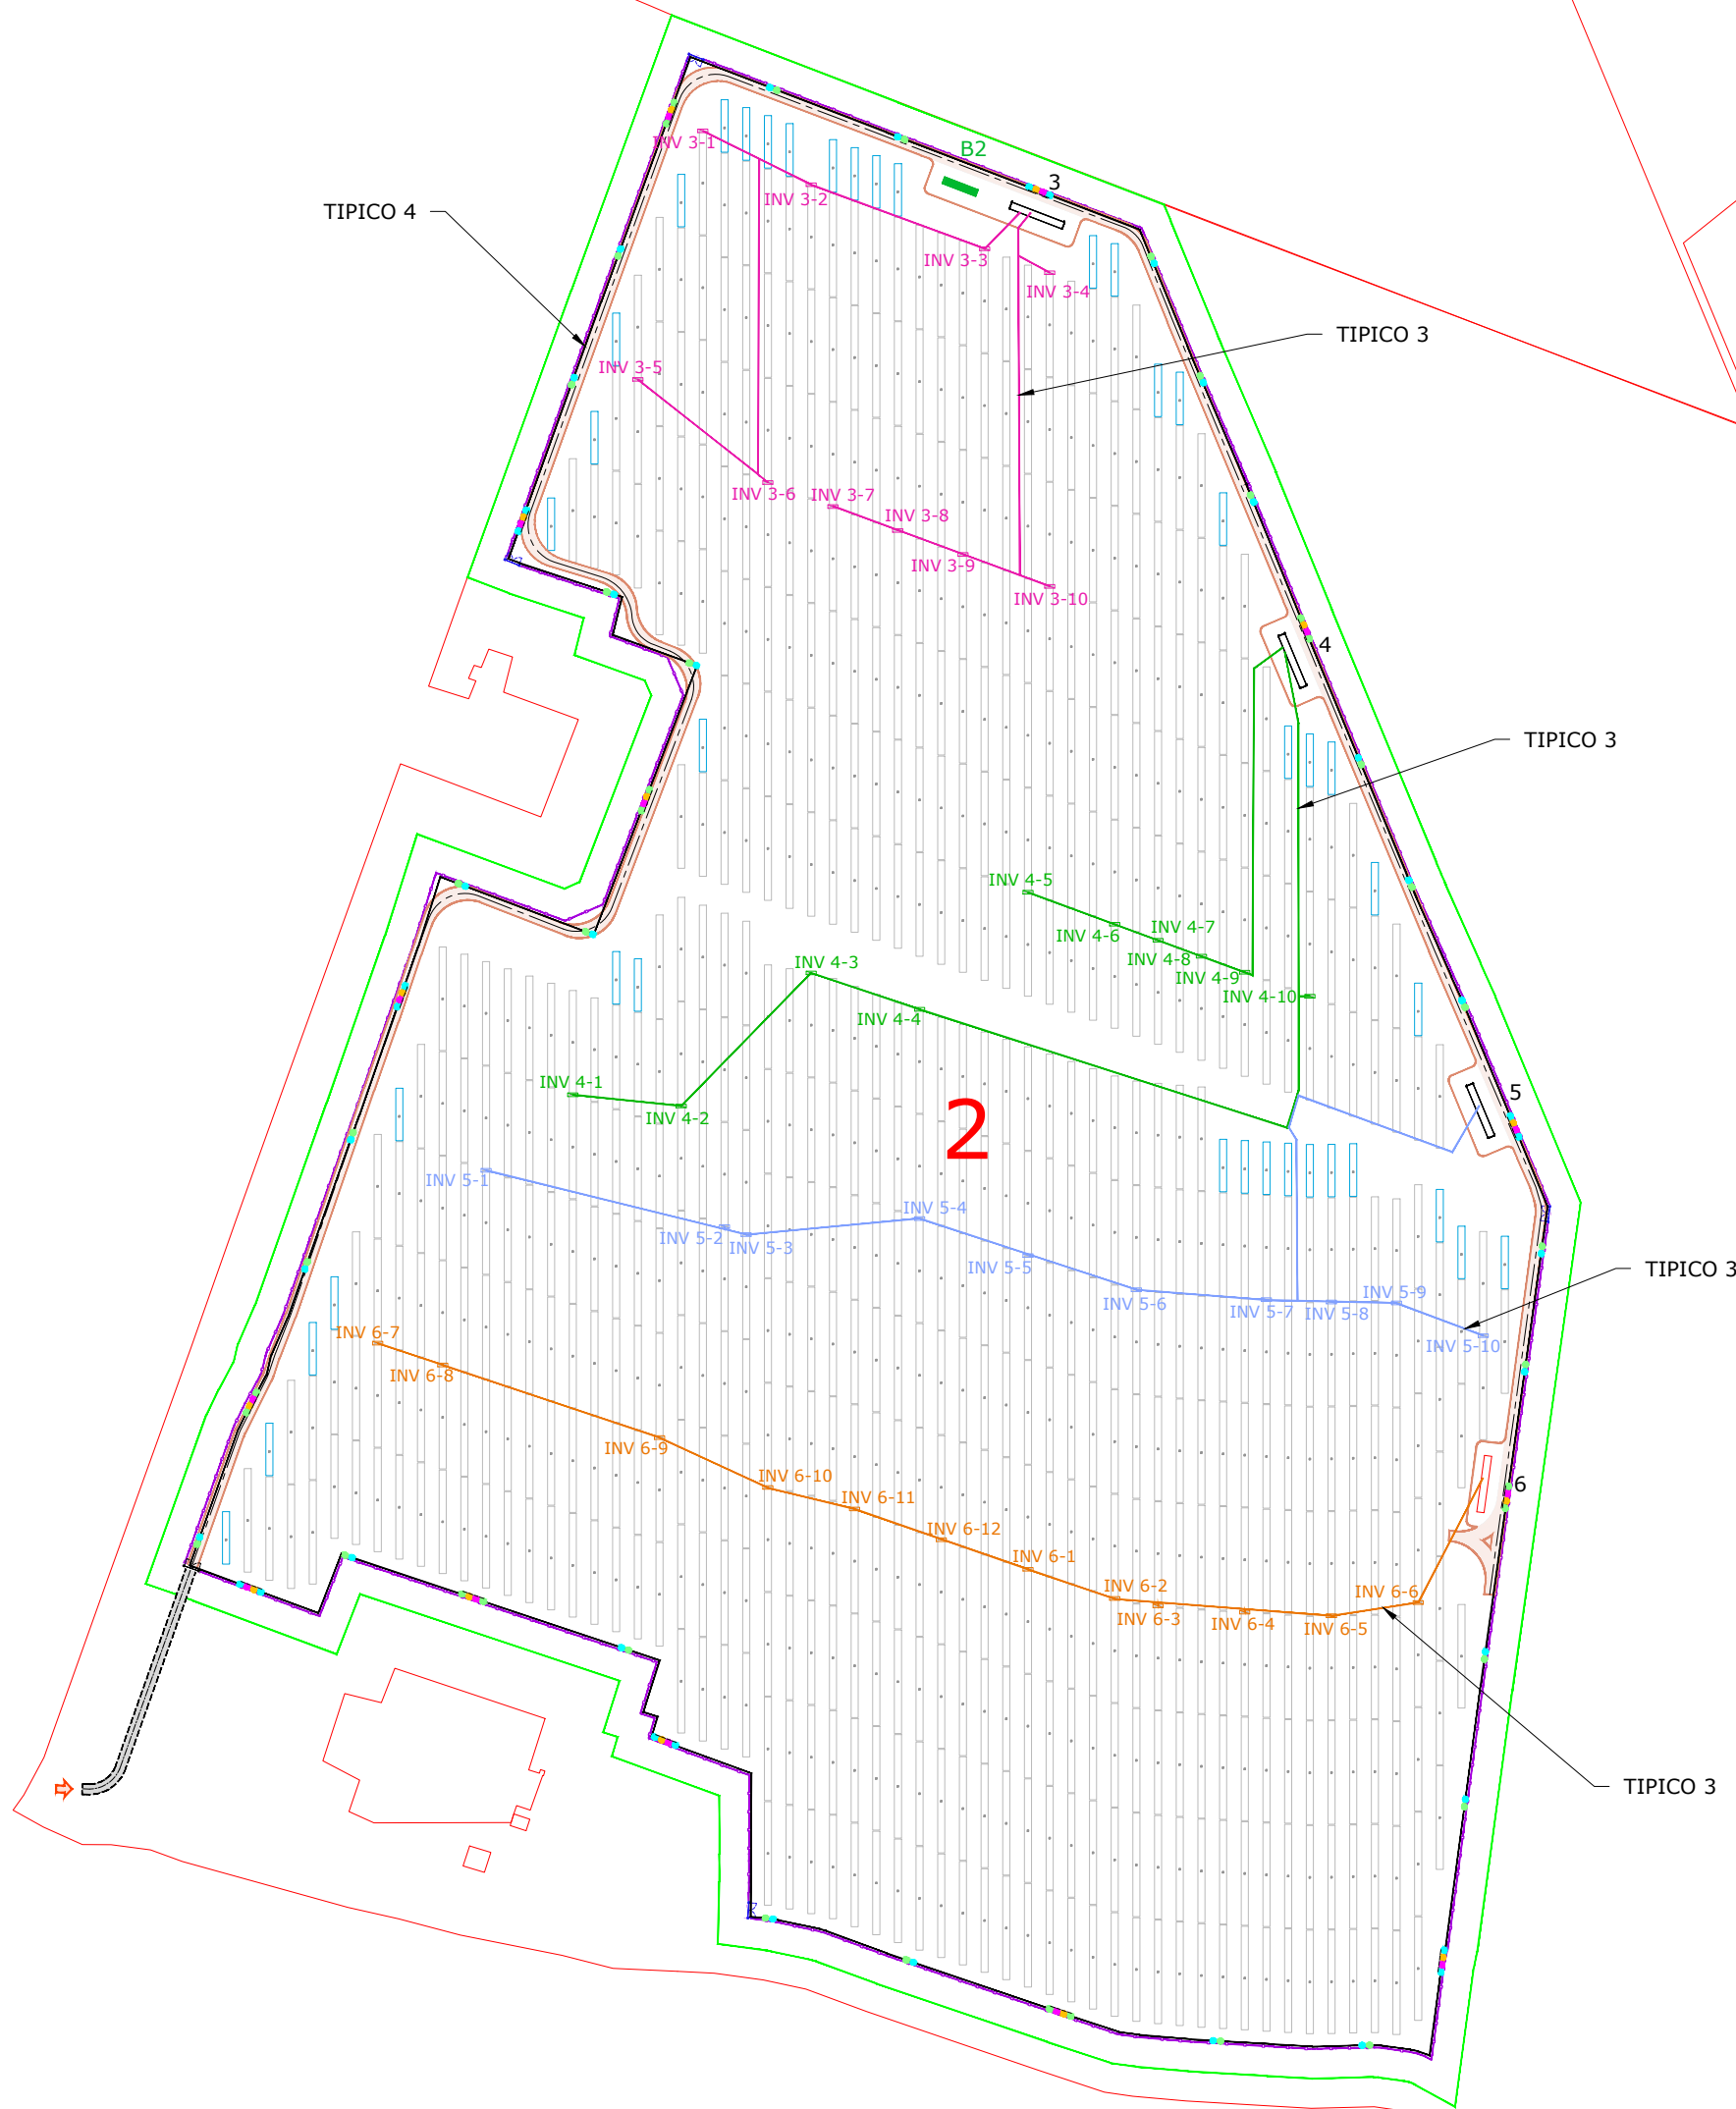 INV 3-1
B2
3
INV 3-2
TIPICO 4
INV 3-3
INV 3-4
TIPICO 3
INV 3-5
INV 3-6
INV 3-7
INV 3-8
INV 3-9
INV 3-10
4
TIPICO 3
INV 4-5
INV 4-6
INV 4-7
INV 4-8
INV 4-9
INV 4-10
INV 4-3
INV 4-4
INV 4-1
INV 4-2
5
2
INV 5-1
INV 5-2
INV 5-3
INV 5-4
INV 5-5
INV 5-6
INV 5-7
INV 5-8
INV 5-9
INV 5-10
TIPICO 3
INV 6-7
INV 6-8
INV 6-9
INV 6-10
INV 6-11
INV 6-12
6
INV 6-1
INV 6-2
INV 6-3
INV 6-4
INV 6-5
INV 6-6
TIPICO 3